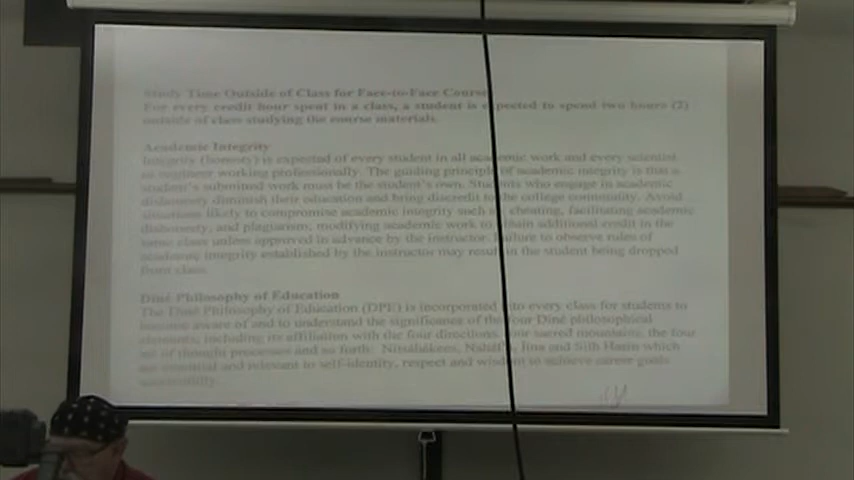 Study Time Outside of Class for Face-to-Face Course
For every credit hour spent in a class, a student is expected to spend two hours (2)
outside of class studying the course materials.
Academic Integrity
Integrity (honesty) is expected of every student in all academic work and every scientist
or engineer working professionally. The guiding principle of academic integrity is that a
student's submitted work must be the student's own. Students who engage in academic
dishonesty diminish their education and bring discredit to the college community. Avoid
situations likely to compromise academic integrity such as cheating, facilitating academic
dishonesty, and plagiarism; modifying academic work to obtain additional credit in the
same class unless approved in advance by the instructor. Failure to observe rules of
academic integrity established by the instructor may result in the student being dropped
from class.
Diné Philosophy of Education
The Diné Philosophy of Education (DPE) is incorporated into every class for students to
become aware of and to understand the significance of the four Diné philosophical
elements, including its affiliation with the four directions, four sacred mountains, the four
set of thought processes and so forth: Nitsáhákees, Iina and which
are essential and relevant to self-identity, respect and wisdom to achieve career goals
successfully.